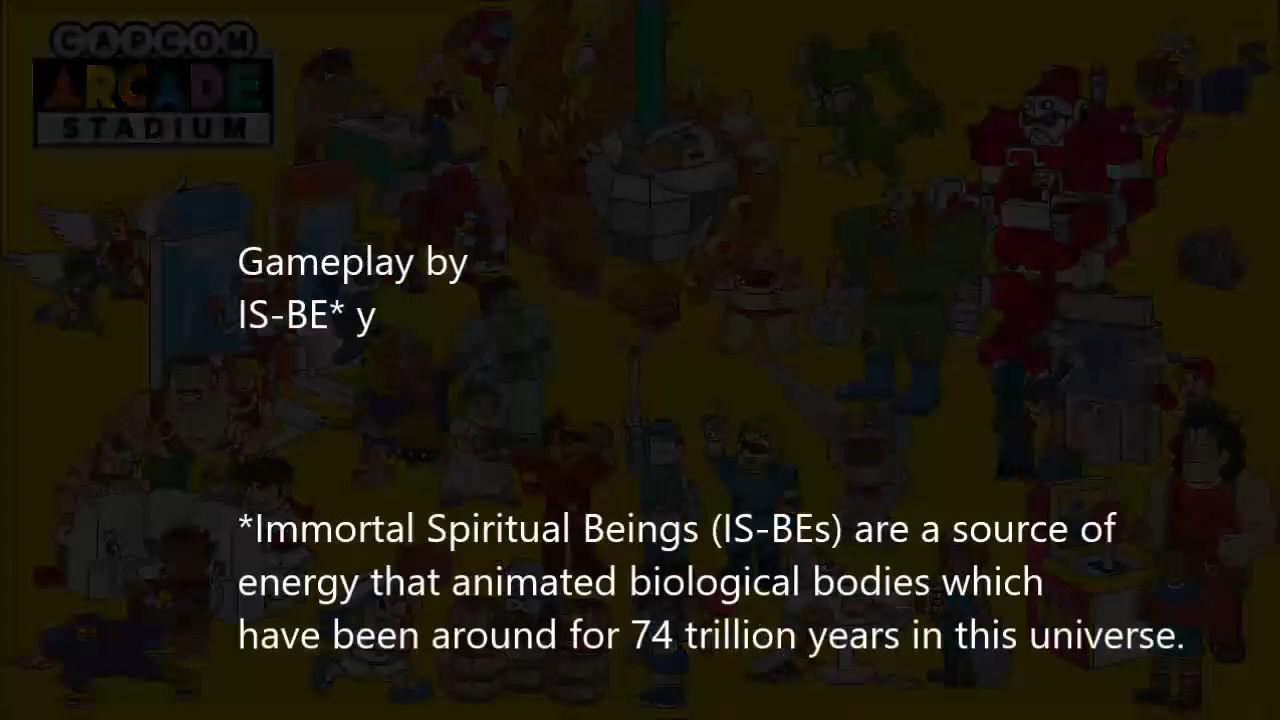 CAPCOM
ARCADE
STADIUM
Gameplay by
IS-BE* y
*Immortal Spiritual Beings (IS-BEs) are a source of
energy that animated biological bodies which
have been around for 74 trillion years in this universe.